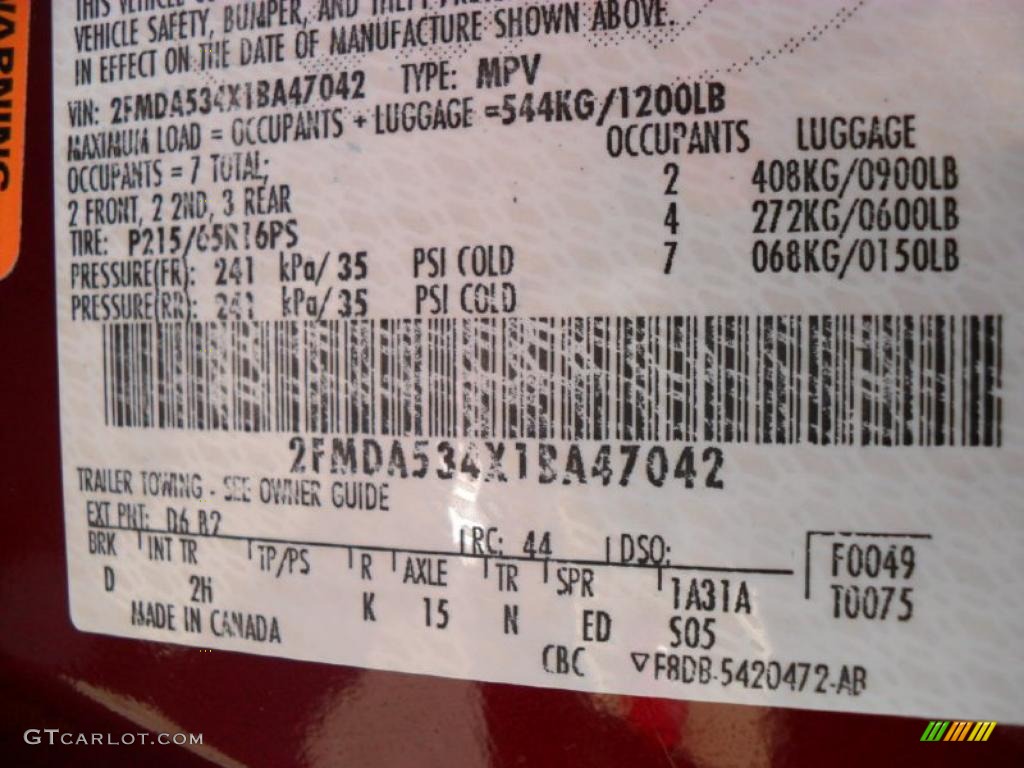 WARNING
THIS VEHICLE
VEHICLE SAFETY, BUMPER, AND THEFT
IN EFFECT ON THE DATE OF MANUFACTURE SHOWN ABOVE.
VIN: 2FMDA534X1BA47042 TYPE: MPV
MAXIMUM LOAD = OCCUPANTS + LUGGAGE =544KG/1200LB
OCCUPANTS = 7 TOTAL; OCCUPANTS LUGGAGE
2 FRONT, 2 2ND, 3 REAR 2 408KG/0900LB
TIRE: P215/65R16PS 4 272KG/0600LB
PRESSURE(FR): 241 kPa/ 35 PSI COLD 7 068KG/0150LB
PRESSURE(RR): 241 kPa/ 35 PSI COLD
2FMDA534X1BA47042
TRAILER TOWING - SEE OWNER GUIDE
EXT PNT: D6 B2 RC: 44 DSO: F0049
BRK INT TR TP/PS R AXLE TR SPR 1A31A T0075
D 2H K 15 N ED S05
MADE IN CANADA CBC ▽F8DB-5420472-AB
GTCARLOT.COM